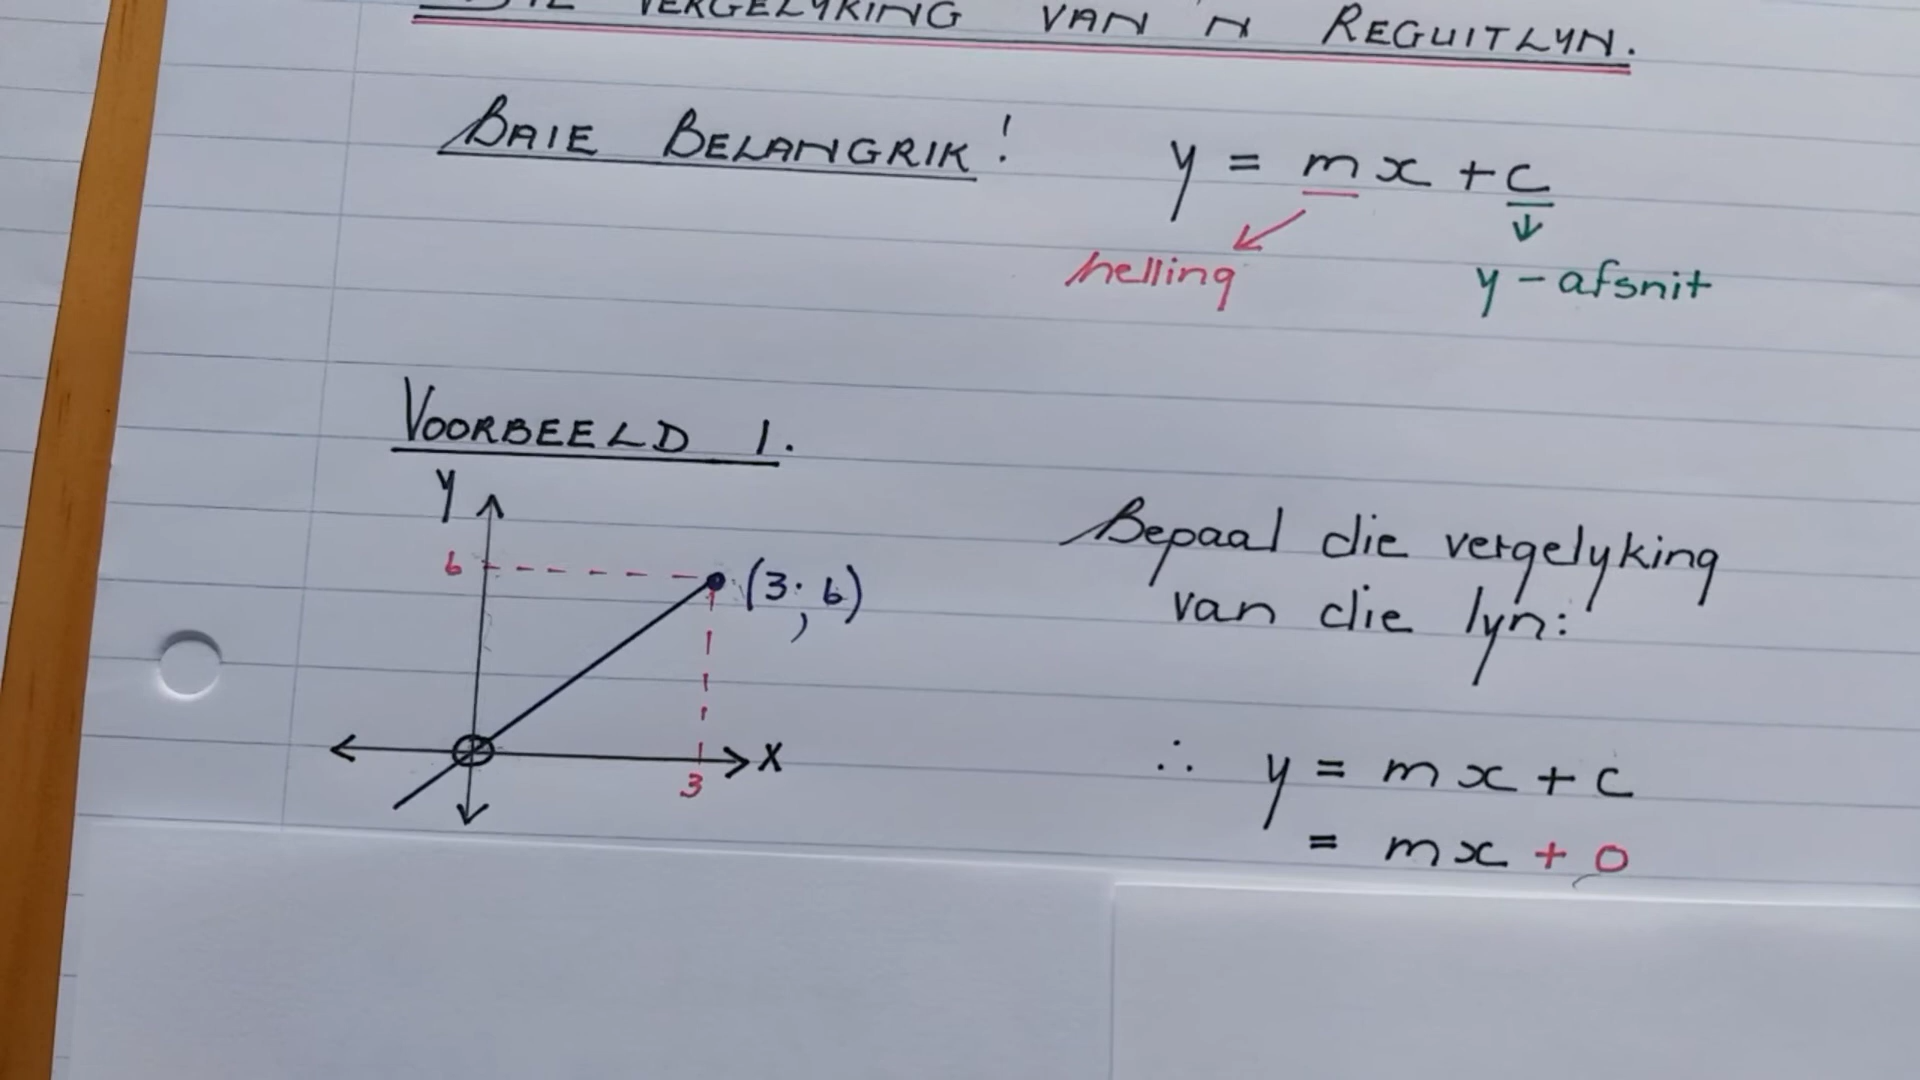 VERGELYKING VAN 'N REGUITLYN.
BAIE BELANGRIK!
y = mx + c
helling
y - afsnit
VOORBEELD 1.
Y
6
(3; 6)
X
3
Bepaal die vergelyking
van die lyn:
∴ y = mx + c
= mx + 0